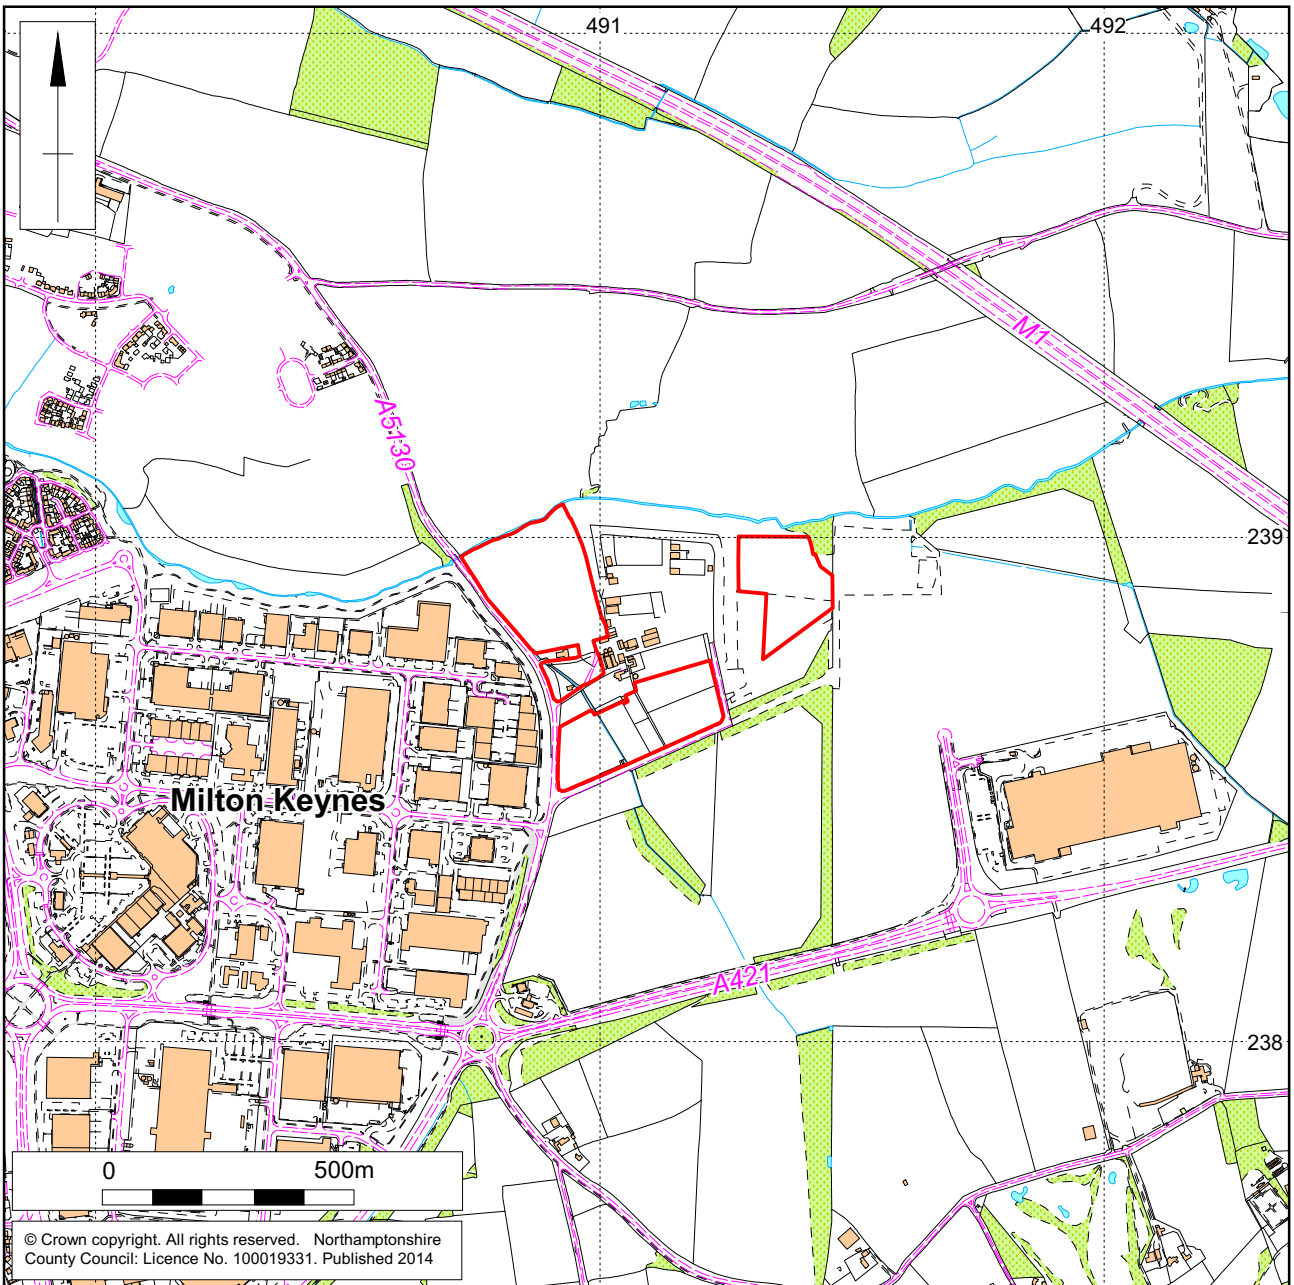 491
492
M1
A5130
239
Milton Keynes
A421
238
0 500m
© Crown copyright. All rights reserved. Northamptonshire
County Council: Licence No. 100019331. Published 2014